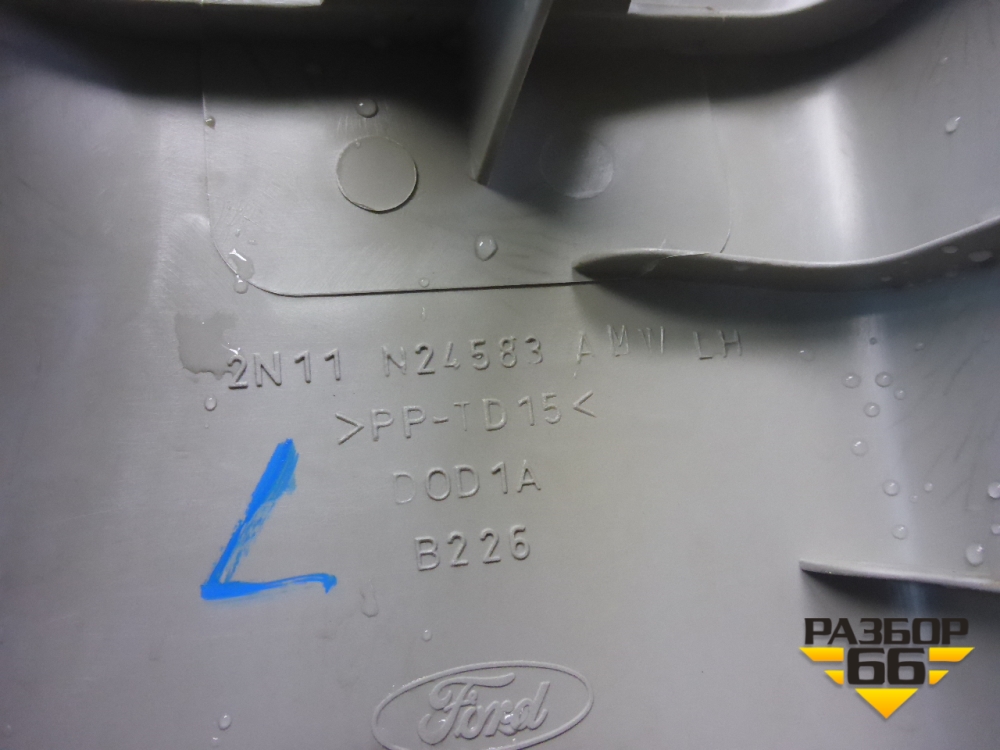 2N11 N24583 AMW LH
>PP-TD15<
DOD1A
B226
L
Ford
РАЗБОР
66